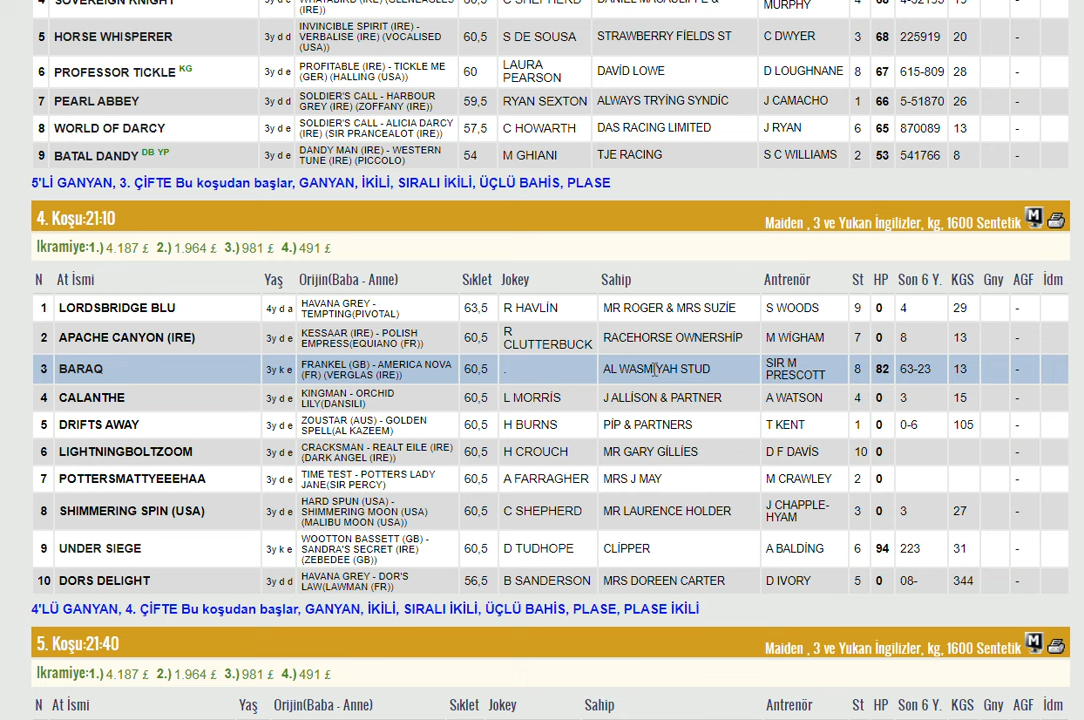 4 SOVEREIGN KNIGHT 3y d e WHATABIRD (IRE) (GLENEAGLES (IRE)) C SHEPHERD DANIEL MACAULIFFE & MURPHY 4 68 4-52193 19 -
5 HORSE WHISPERER 3y d d INVINCIBLE SPIRIT (IRE) - VERBALISE (IRE) (VOCALISED (USA)) 60,5 S DE SOUSA STRAWBERRY FİELDS ST C DWYER 3 68 225919 20 -
6 PROFESSOR TICKLE KG 3y d e PROFITABLE (IRE) - TICKLE ME (GER) (HALLING (USA)) 60 LAURA PEARSON DAVİD LOWE D LOUGHNANE 8 67 615-809 28 -
7 PEARL ABBEY 3y d d SOLDIER'S CALL - HARBOUR GREY (IRE) (ZOFFANY (IRE)) 59,5 RYAN SEXTON ALWAYS TRYİNG SYNDİC J CAMACHO 1 66 5-51870 26 -
8 WORLD OF DARCY 3y d e SOLDIER'S CALL - ALICIA DARCY (IRE) (SIR PRANCEALOT (IRE)) 57,5 C HOWARTH DAS RACING LIMITED J RYAN 6 65 870089 13 -
9 BATAL DANDY DB YP 3y d e DANDY MAN (IRE) - WESTERN TUNE (IRE) (PICCOLO) 54 M GHIANI TJE RACING S C WILLIAMS 2 53 541766 8 -
5'Lİ GANYAN, 3. ÇİFTE Bu koşudan başlar, GANYAN, İKİLİ, SIRALI İKİLİ, ÜÇLÜ BAHİS, PLASE
4. Koşu:21:10 Maiden , 3 ve Yukarı İngilizler, kg, 1600 Sentetik
İkramiye:1.) 4.187 £ 2.) 1.964 £ 3.) 981 £ 4.) 491 £
N At İsmi Yaş Orijin(Baba - Anne) Sıklet Jokey Sahip Antrenör St HP Son 6 Y. KGS Gny AGF İdm
1 LORDSBRIDGE BLU 4y d a HAVANA GREY - TEMPTING(PIVOTAL) 63,5 R HAVLİN MR ROGER & MRS SUZİE S WOODS 9 0 4 29 -
2 APACHE CANYON (IRE) 3y d e KESSAAR (IRE) - POLISH EMPRESS(EQUIANO (FR)) 60,5 R CLUTTERBUCK RACEHORSE OWNERSHİP M WİGHAM 7 0 8 13 -
3 BARAQ 3y k e FRANKEL (GB) - AMERICA NOVA (FR) (VERGLAS (IRE)) 60,5 . AL WASMIYAH STUD SIR M PRESCOTT 8 82 63-23 13 -
4 CALANTHE 3y d e KINGMAN - ORCHID LILY(DANSILI) 60,5 L MORRİS J ALLİSON & PARTNER A WATSON 4 0 3 15 -
5 DRIFTS AWAY 3y d e ZOUSTAR (AUS) - GOLDEN SPELL(AL KAZEEM) 60,5 H BURNS PİP & PARTNERS T KENT 1 0 0-6 105 -
6 LIGHTNINGBOLTZOOM 3y d e CRACKSMAN - REALT EILE (IRE) (DARK ANGEL (IRE)) 60,5 H CROUCH MR GARY GİLLİES D F DAVİS 10 0 -
7 POTTERSMATTYEEEHAA 3y d e TIME TEST - POTTERS LADY JANE(SIR PERCY) 60,5 A FARRAGHER MRS J MAY M CRAWLEY 2 0 -
8 SHIMMERING SPIN (USA) 3y d e HARD SPUN (USA) - SHIMMERING MOON (USA) (MALIBU MOON (USA)) 60,5 C SHEPHERD MR LAURENCE HOLDER J CHAPPLE-HYAM 3 0 3 27 -
9 UNDER SIEGE 3y k e WOOTTON BASSETT (GB) - SANDRA'S SECRET (IRE) (ZEBEDEE (GB)) 60,5 D TUDHOPE CLİPPER A BALDİNG 6 94 223 31 -
10 DORS DELIGHT 3y d d HAVANA GREY - DOR'S LAW(LAWMAN (FR)) 56,5 B SANDERSON MRS DOREEN CARTER D IVORY 5 0 08- 344 -
4'LÜ GANYAN, 4. ÇİFTE Bu koşudan başlar, GANYAN, İKİLİ, SIRALI İKİLİ, ÜÇLÜ BAHİS, PLASE, PLASE İKİLİ
5. Koşu:21:40 Maiden , 3 ve Yukarı İngilizler, kg, 1600 Sentetik
İkramiye:1.) 4.187 £ 2.) 1.964 £ 3.) 981 £ 4.) 491 £
N At İsmi Yaş Orijin(Baba - Anne) Sıklet Jokey Sahip Antrenör St HP Son 6 Y. KGS Gny AGF İdm